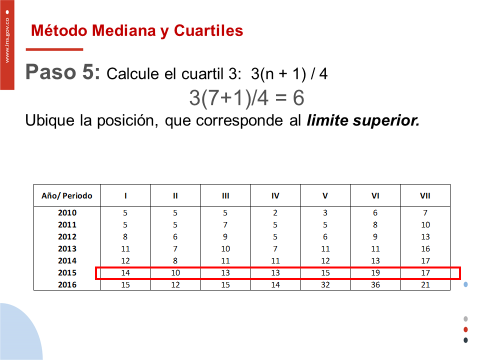 www.ins.gov.co
Método Mediana y Cuartiles
Paso 5: Calcule el cuartil 3: 3(n + 1) / 4
3(7+1)/4 = 6
Ubique la posición, que corresponde al limite superior.
Año/ Periodo I II III IV V VI VII
2010 5 5 5 2 3 6 7
2011 5 5 7 5 5 8 10
2012 8 6 9 5 6 9 13
2013 11 7 10 7 11 11 16
2014 12 8 11 11 12 13 17
2015 14 10 13 13 15 19 17
2016 15 12 15 14 32 36 21